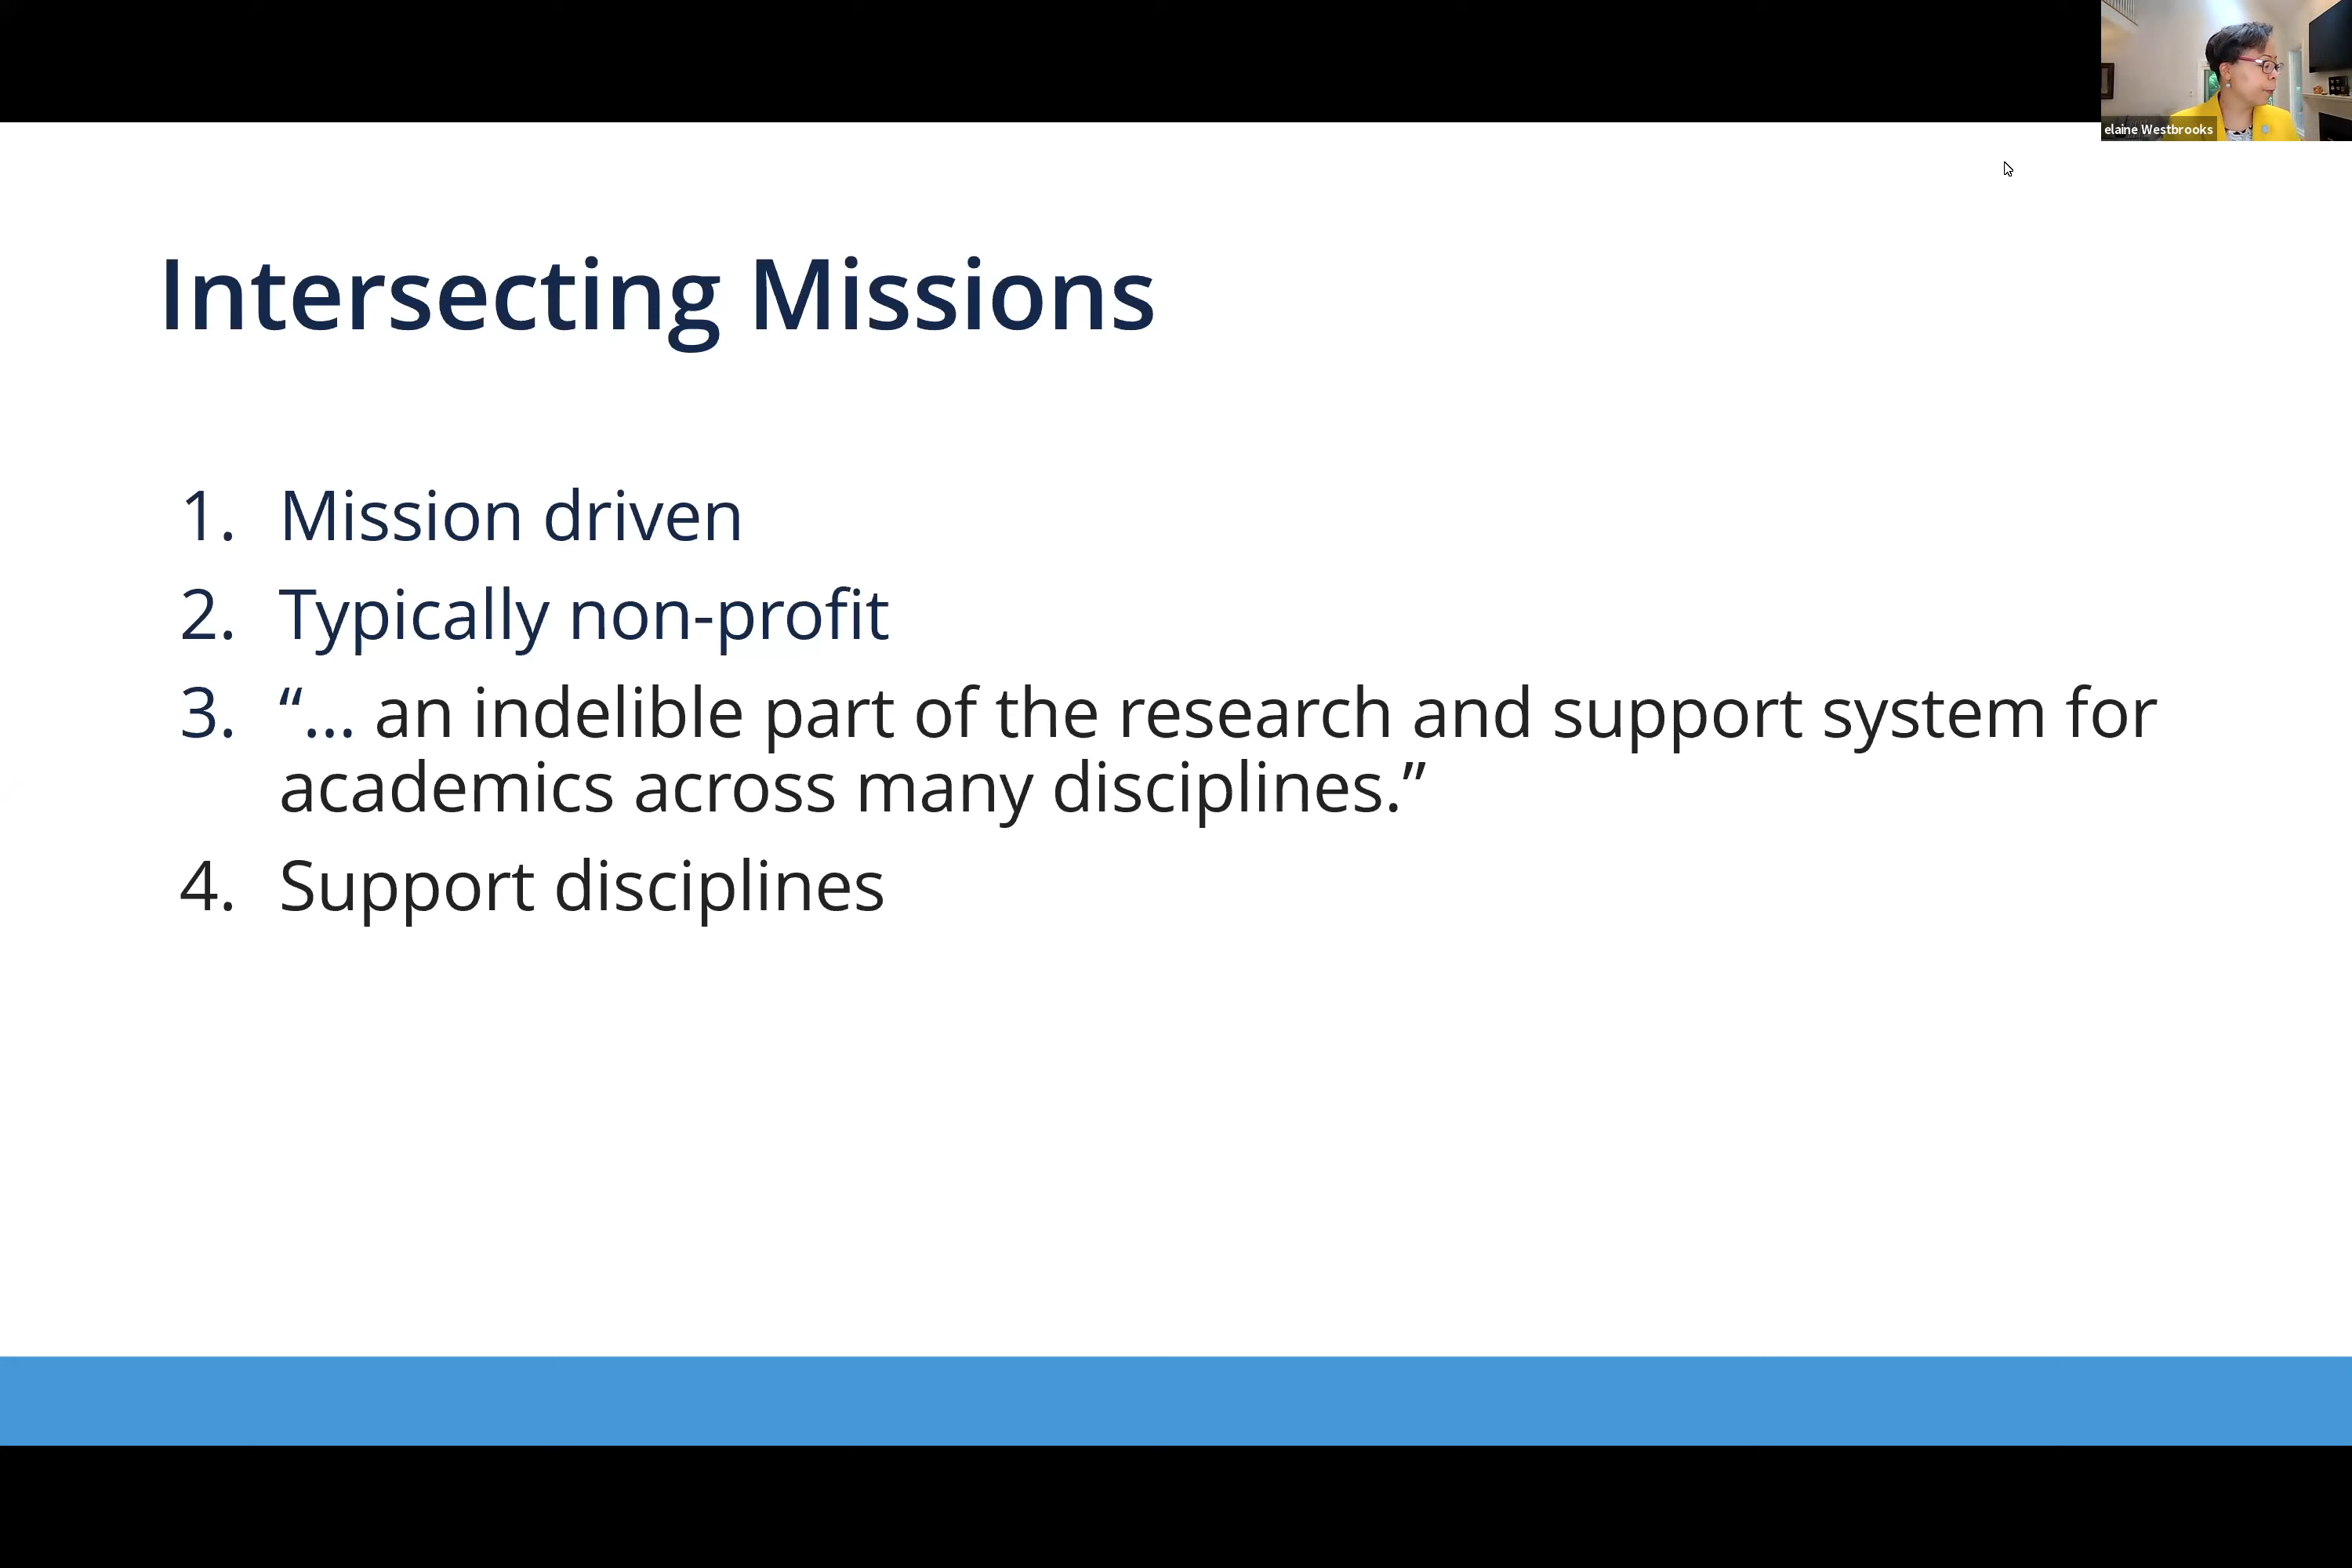 elaine Westbrooks
Intersecting Missions
1. Mission driven
2. Typically non-profit
3. “... an indelible part of the research and support system for
academics across many disciplines.”
4. Support disciplines